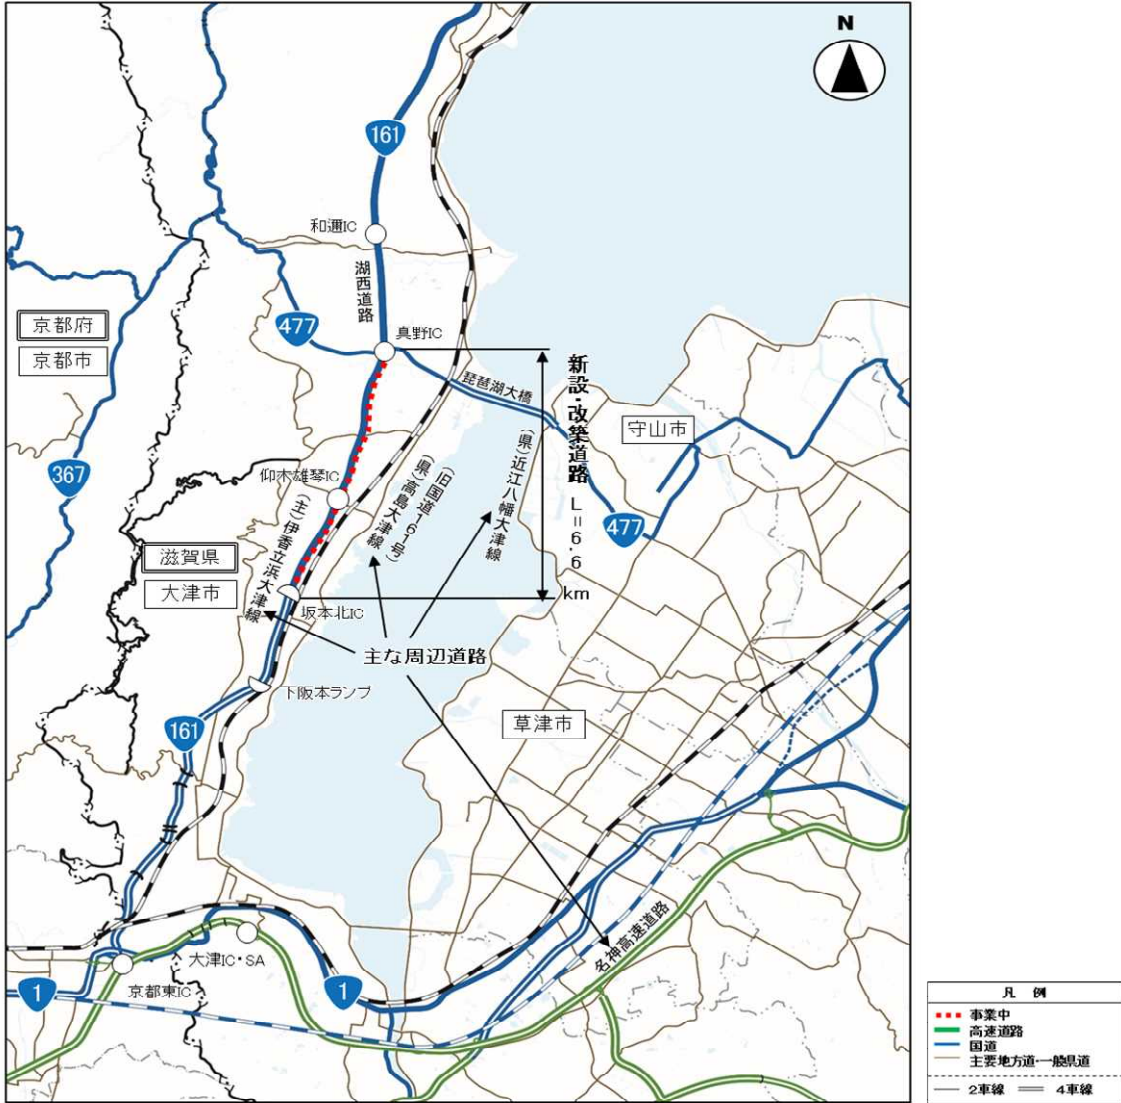 N
161
和邇IC
湖西道路
477
真野IC
京都府
京都市
琵琶湖大橋
新設・改築道路 L=6.6km
守山市
(県)近江八幡大津線
367
仰木雄琴IC
(旧国道161号)
(県)高島大津線
477
(主)伊香立浜大津線
滋賀県
大津市
坂本北IC
主な周辺道路
下阪本ランプ
草津市
161
名神高速道路
大津IC・SA
京都東IC
1
1
凡 例
事業中
高速道路
国道
主要地方道・一般県道
2車線 4車線